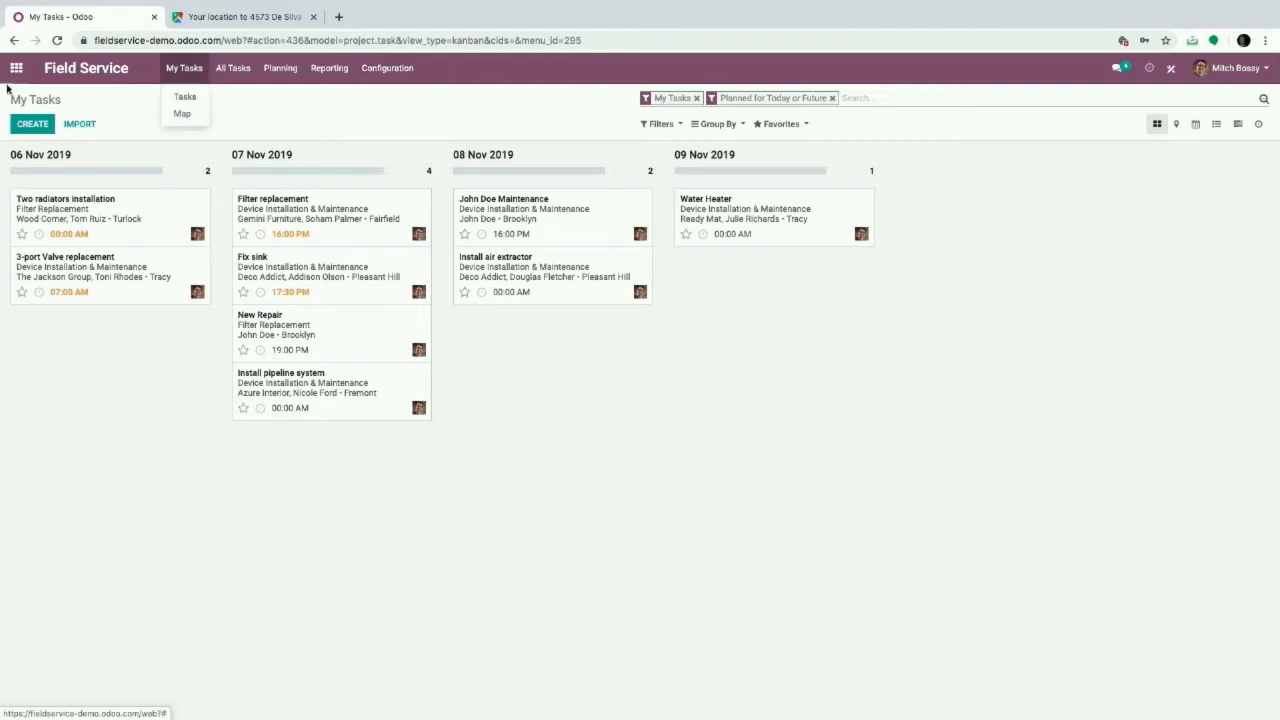 My Tasks - Odoo
Your location to 4573 De Silva
fieldservice-demo.odoo.com/web?#action=436&model=project.task&view_type=kanban&cids=&menu_id=295
Field Service
My Tasks
All Tasks
Planning
Reporting
Configuration
4
Mitch Bossy
Tasks
Map
My Tasks
My Tasks
Planned for Today or Future
Search...
CREATE
IMPORT
Filters
Group By
Favorites
06 Nov 2019
2
Two radiators installation
Filter Replacement
Wood Corner, Tom Ruiz • Turlock
00:00 AM
3-port Valve replacement
Device Installation & Maintenance
The Jackson Group, Toni Rhodes • Tracy
07:00 AM
07 Nov 2019
4
Filter replacement
Device Installation & Maintenance
Gemini Furniture, Soham Palmer • Fairfield
16:00 PM
Fix sink
Device Installation & Maintenance
Deco Addict, Addison Olson • Pleasant Hill
17:30 PM
New Repair
Filter Replacement
John Doe • Brooklyn
19:00 PM
Install pipeline system
Device Installation & Maintenance
Azure Interior, Nicole Ford • Fremont
00:00 AM
08 Nov 2019
2
John Doe Maintenance
Device Installation & Maintenance
John Doe • Brooklyn
16:00 PM
Install air extractor
Device Installation & Maintenance
Deco Addict, Douglas Fletcher • Pleasant Hill
00:00 AM
09 Nov 2019
1
Water Heater
Device Installation & Maintenance
Ready Mat, Julie Richards • Tracy
00:00 AM
https://fieldservice-demo.odoo.com/web?#